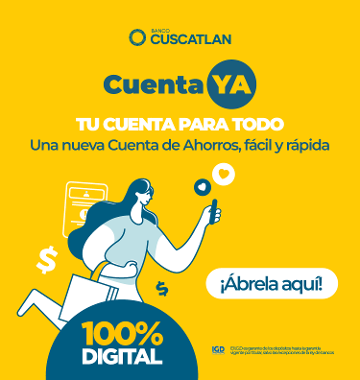 BANCO
CUSCATLAN
Cuenta YA
TU CUENTA PARA TODO
Una nueva Cuenta de Ahorros, fácil y rápida
$
$
¡Ábrela aquí!
100%
DIGITAL
IGD